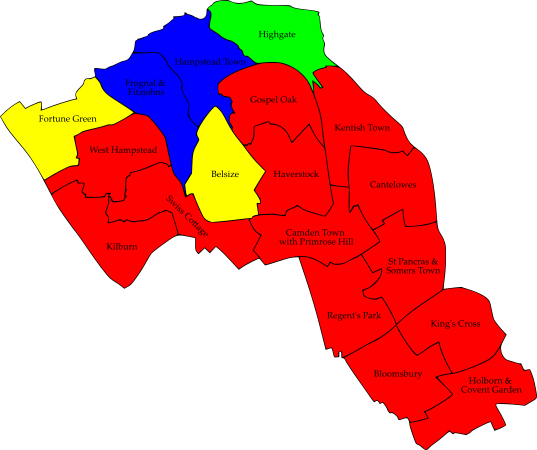 Highgate
Hampstead Town
Frognal &
Fitzjohns
Gospel Oak
Fortune Green
Kentish Town
West Hampstead
Belsize
Haverstock
Cantelowes
Swiss Cottage
Kilburn
Camden Town
with Primrose Hill
St Pancras &
Somers Town
Regent's Park
King's Cross
Bloomsbury
Holborn &
Covent Garden